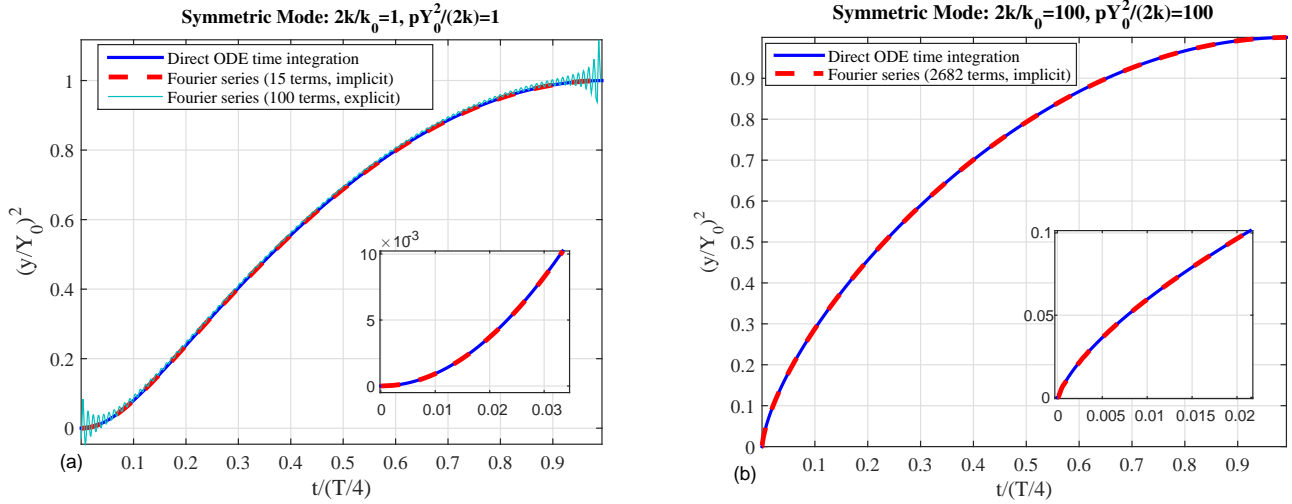 Symmetric Mode: 2k/k₀=1, pY₀²/(2k)=1
Direct ODE time integration
Fourier series (15 terms, implicit)
Fourier series (100 terms, explicit)
(y/Y₀)²
1
0.8
0.6
0.4
0.2
0
× 10⁻³
10
5
0
0 0.01 0.02 0.03
(a)
0.1 0.2 0.3 0.4 0.5 0.6 0.7 0.8 0.9
t/(T/4)
Symmetric Mode: 2k/k₀=100, pY₀²/(2k)=100
Direct ODE time integration
Fourier series (2682 terms, implicit)
(y/Y₀)²
0.9
0.8
0.7
0.6
0.5
0.4
0.3
0.2
0.1
0
0.1
0.05
0
0 0.005 0.01 0.015 0.02
(b)
0.1 0.2 0.3 0.4 0.5 0.6 0.7 0.8 0.9
t/(T/4)